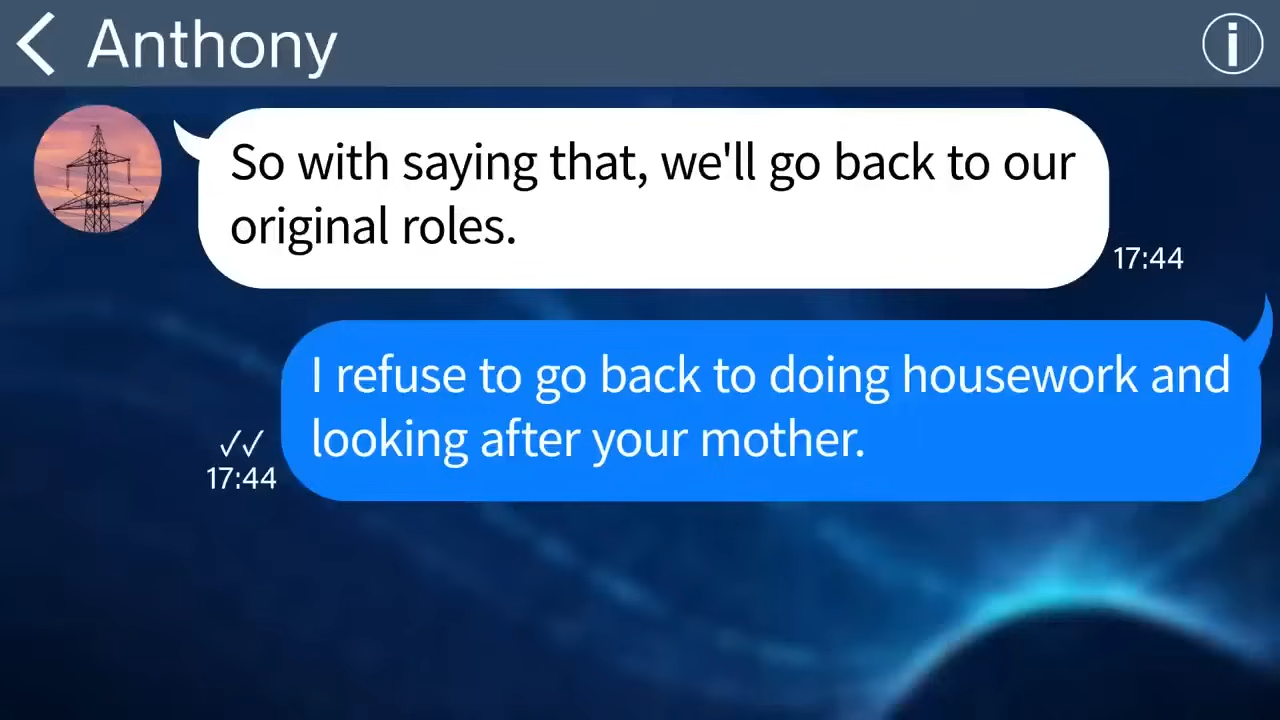 Anthony
So with saying that, we'll go back to our
original roles.
17:44
I refuse to go back to doing housework and
looking after your mother.
17:44